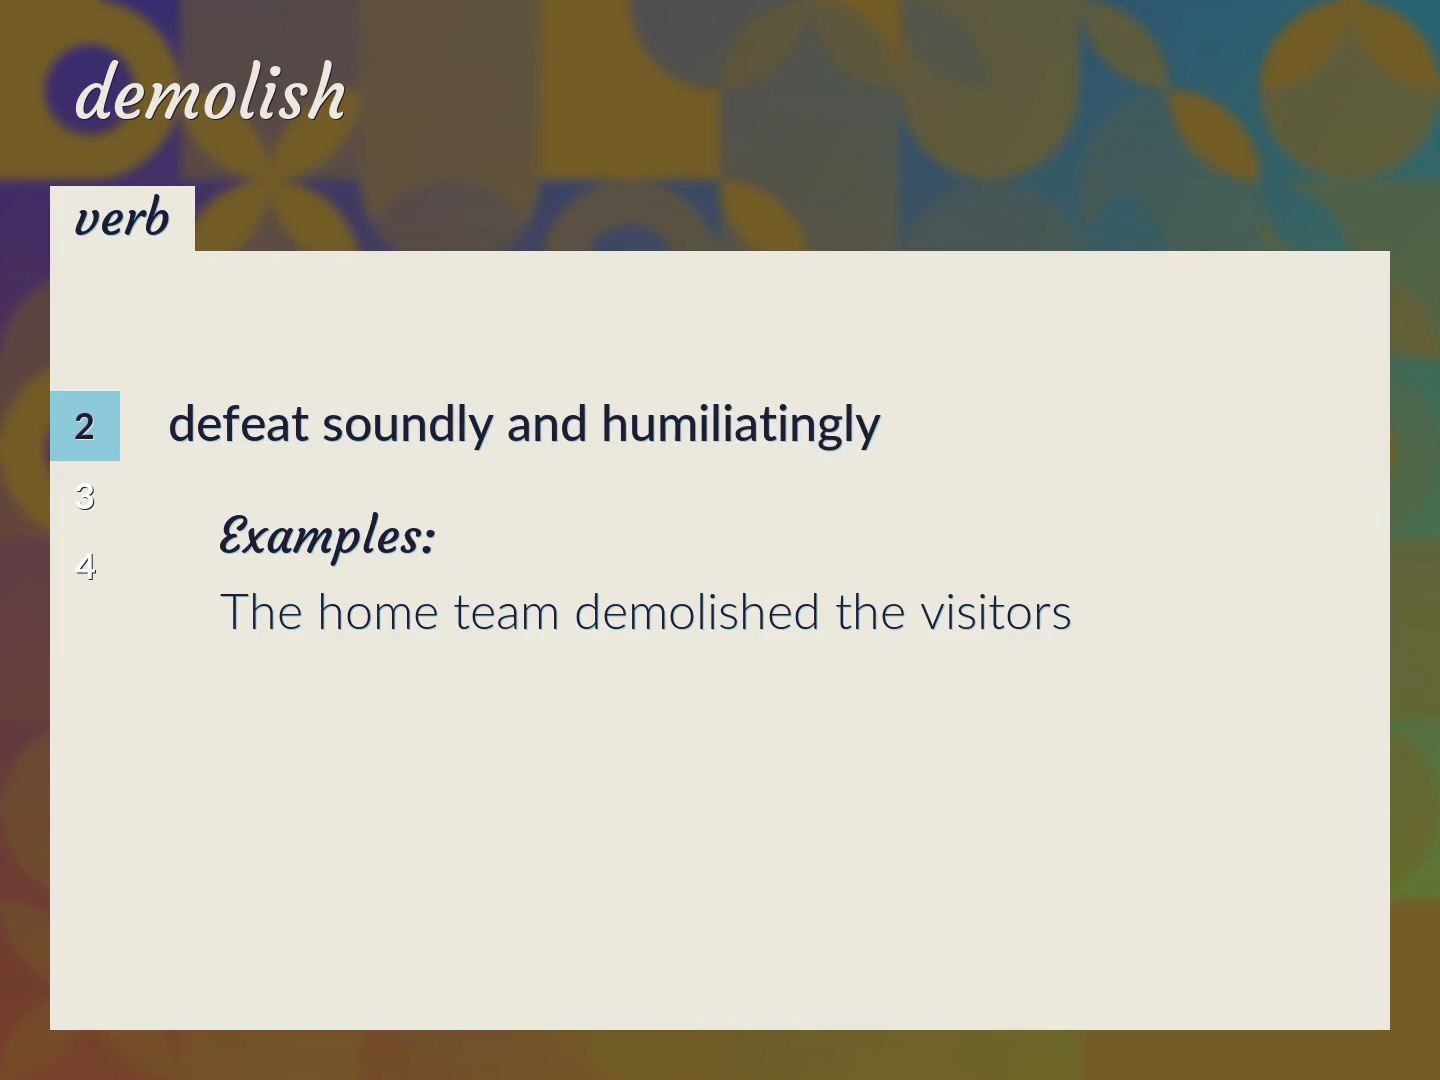 demolish
verb
2
defeat soundly and humiliatingly
3
Examples:
4
The home team demolished the visitors